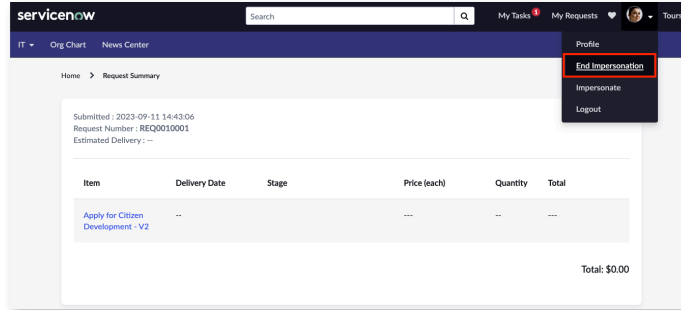 servicenow
Search
My Tasks 1
My Requests
Tours
IT
Org Chart
News Center
Profile
End Impersonation
Impersonate
Logout
Home > Request Summary
Submitted : 2023-09-11 14:43:06
Request Number : REQ0010001
Estimated Delivery : --
Item Delivery Date Stage Price (each) Quantity Total
Apply for Citizen -- --- -- ---
Development - V2
Total: $0.00